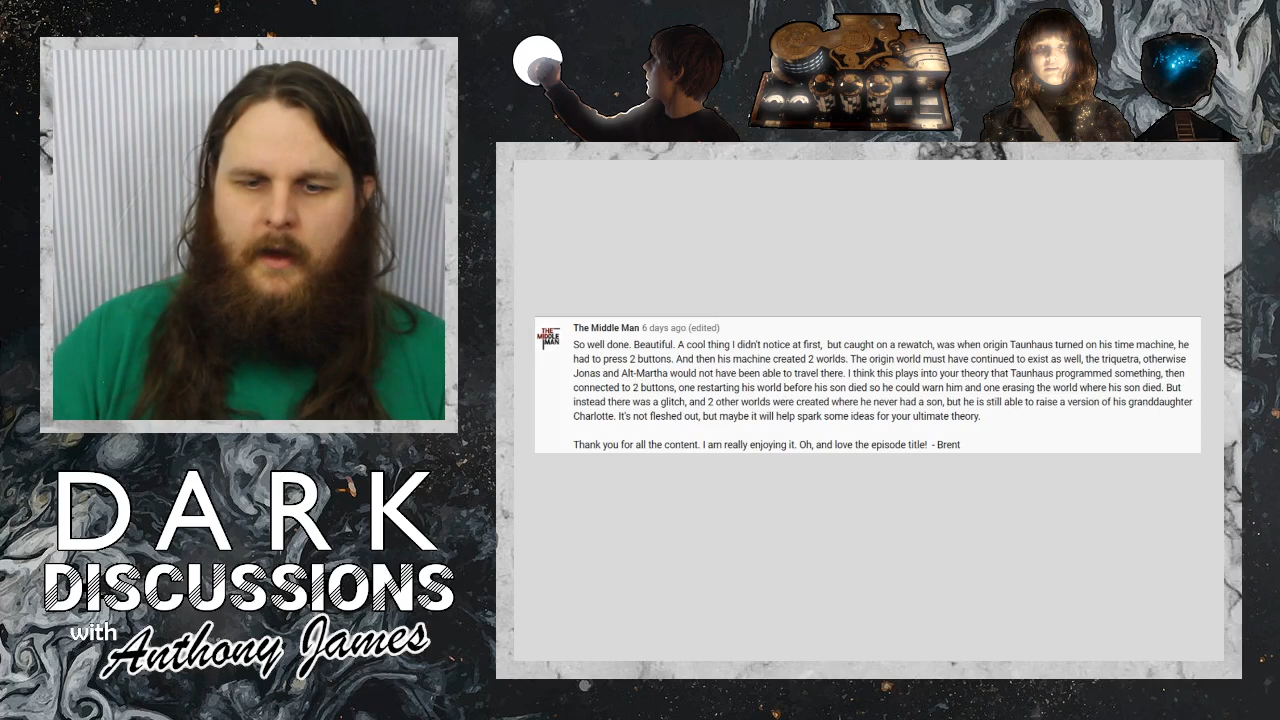 The Middle Man 6 days ago (edited)
So well done. Beautiful. A cool thing I didn't notice at first,  but caught on a rewatch, was when origin Taunhaus turned on his time machine, he
had to press 2 buttons. And then his machine created 2 worlds. The origin world must have continued to exist as well, the triquetra, otherwise
Jonas and Alt-Martha would not have been able to travel there. I think this plays into your theory that Taunhaus programmed something, then
connected to 2 buttons, one restarting his world before his son died so he could warn him and one erasing the world where his son died. But
instead there was a glitch, and 2 other worlds were created where he never had a son, but he is still able to raise a version of his granddaughter
Charlotte. It's not fleshed out, but maybe it will help spark some ideas for your ultimate theory.
Thank you for all the content. I am really enjoying it. Oh, and love the episode title!  - Brent
THE
MIDDLE
MAN
DARK
DISCUSSIONS
with Anthony James